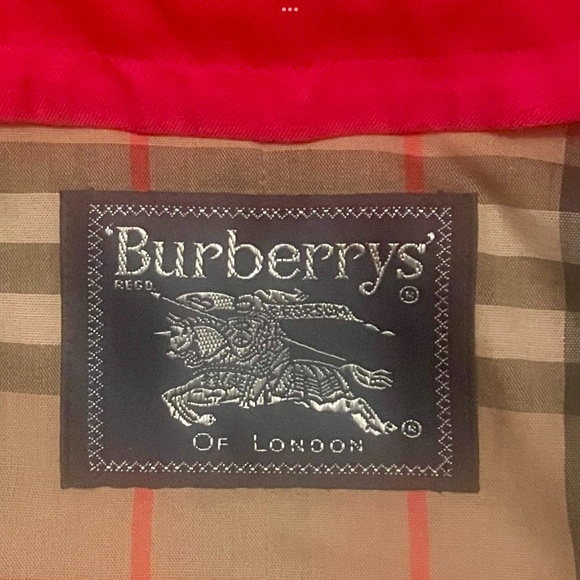 'Burberrys'
REGD.
®
®
OF LONDON